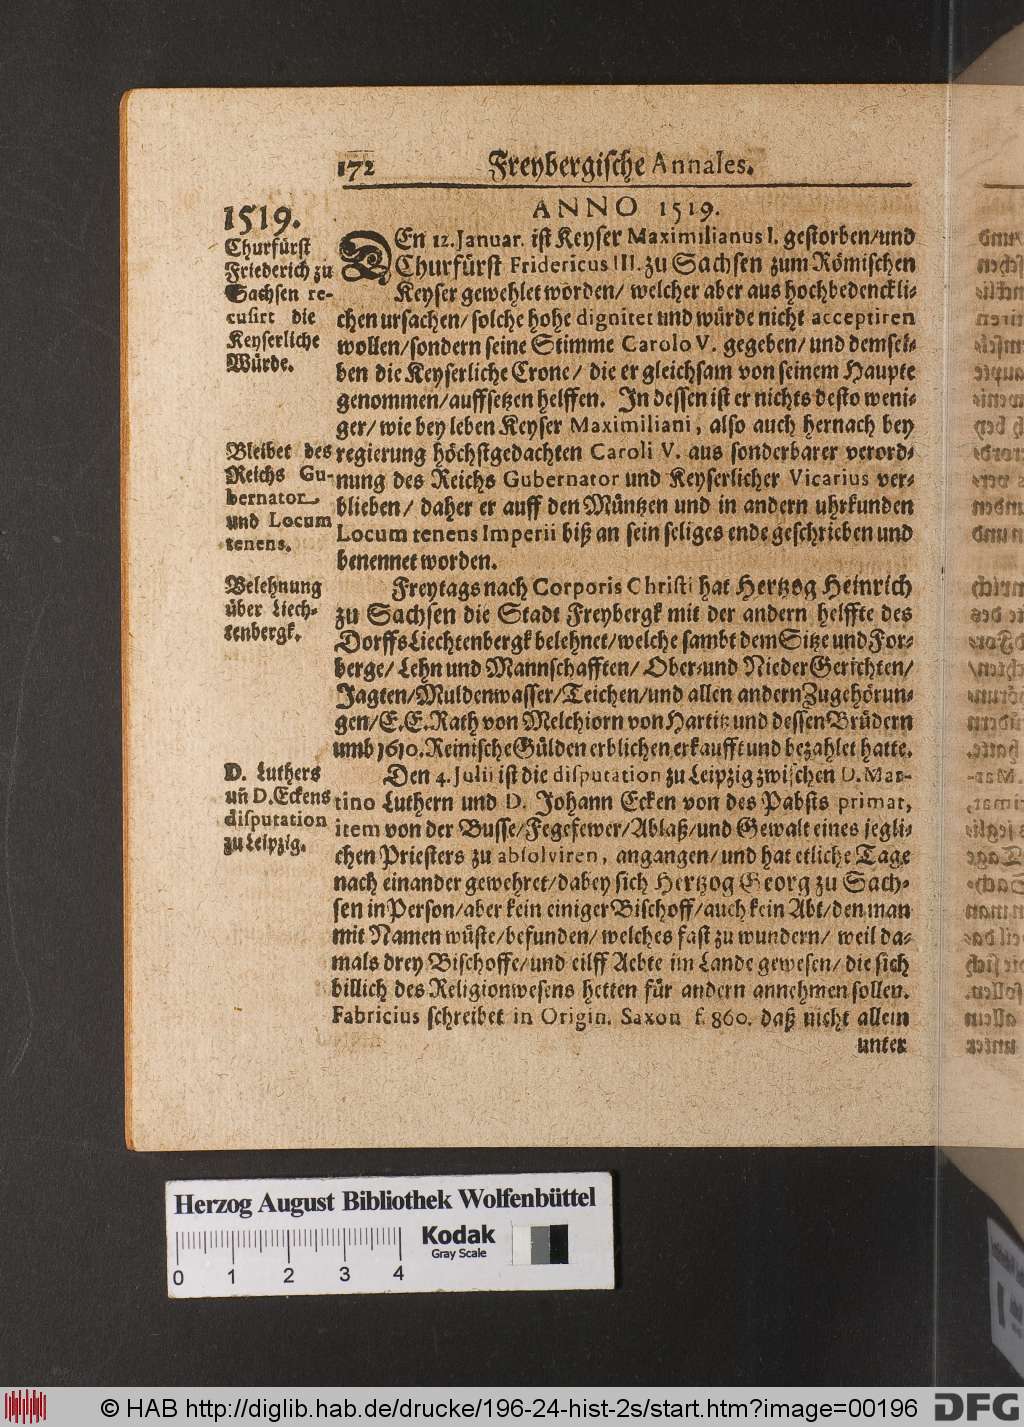 172 Freybergische Annales.
ANNO 1519.
1519.
Churfürst
Friederich zu
Sachsen re-
cusirt die
Keyserliche
Würde.
DEn 12. Januar. ist Keyser Maximilianus I. gestorben/und
Churfürst Fridericus III. zu Sachsen zum Römischen
Keyser gewehlet worden/ welcher aber aus hochbedenckli-
chen ursachen/ solche hohe dignitet und würde nicht acceptiren
wollen/sondern seine Stimme Carolo V. gegeben/ und demsel-
ben die Keyserliche Crone/ die er gleichsam von seinem Haupte
genommen/auffsetzen helffen. In dessen ist er nichts desto weni-
ger/ wie bey leben Keyser Maximiliani, also auch hernach bey
Bleibet des
Reichs Gu-
bernator
und Locum
tenens.
regierung höchstgedachten Caroli V. aus sonderbarer verord-
nung des Reichs Gubernator und Keyserlicher Vicarius ver-
blieben/ daher er auff den Müntzen und in andern uhrkunden
Locum tenens Imperii biß an sein seliges ende geschrieben und
benennet worden.
Belehnung
über Liech-
tenbergk.
Freytags nach Corporis Christi hat Hertzog Heinrich
zu Sachsen die Stadt Freybergk mit der andern helffte des
Dorffs Liechtenbergk belehnet/welche sambt dem Sitze und For-
berge/ Lehn und Mannschafften/ Ober-und Nieder Gerichten/
Jagten/Muldenwasser/Teichen/und allen andern Zugehörun-
gen/E.E.Rath von Melchiorn von Hartitz und dessen Brüdern
umb 1610. Reinische Gülden erblichen erkaufft und bezahlet hatte.
D. Luthers
uñ D.Eckens
disputation
zu Leipzig.
Den 4. Julii ist die disputation zu Leipzig zwischen D. Mar-
tino Luthern und D. Johann Ecken von des Pabsts primat,
item von der Busse/Fegefewer/Ablaß/und Gewalt eines jegli-
chen Priesters zu absolviren, angangen/ und hat etliche Tage
nach einander gewehret/dabey sich Hertzog Georg zu Sach-
sen in Person/aber kein einiger Bischoff/auch kein Abt/den man
mit Namen wüste/befunden/welches fast zu wundern/ weil da-
mals drey Bischoffe/und eilff Aebte im Lande gewesen/ die sich
billich des Religionwesens hetten für andern annehmen sollen.
Fabricius schreibet in Origin. Saxon f. 860. daß nicht allein
unter
Herzog August Bibliothek Wolfenbüttel
Kodak
Gray Scale
0 1 2 3 4
© HAB http://diglib.hab.de/drucke/196-24-hist-2s/start.htm?image=00196
DFG